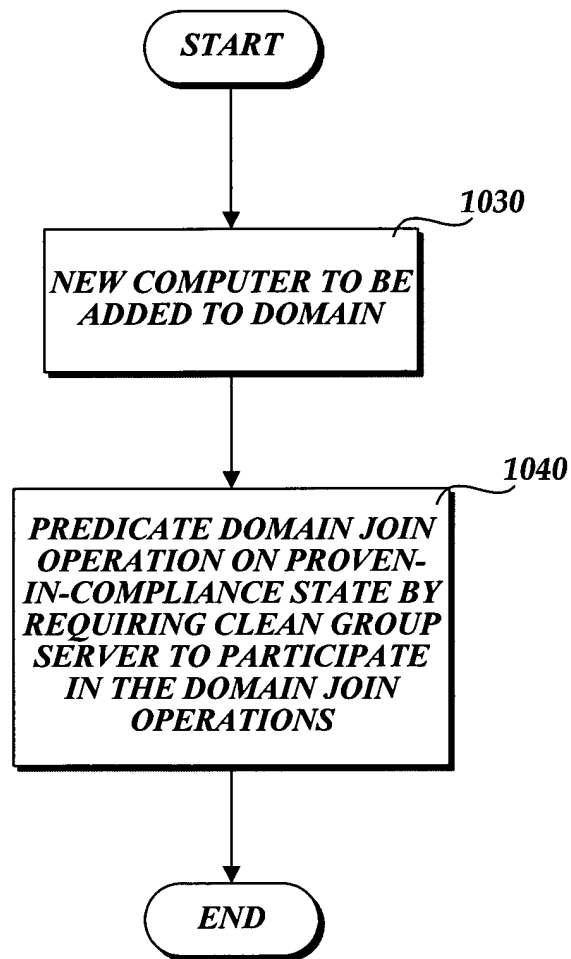 START
1030
NEW COMPUTER TO BE
ADDED TO DOMAIN
1040
PREDICATE DOMAIN JOIN
OPERATION ON PROVEN-
IN-COMPLIANCE STATE BY
REQUIRING CLEAN GROUP
SERVER TO PARTICIPATE
IN THE DOMAIN JOIN
OPERATIONS
END